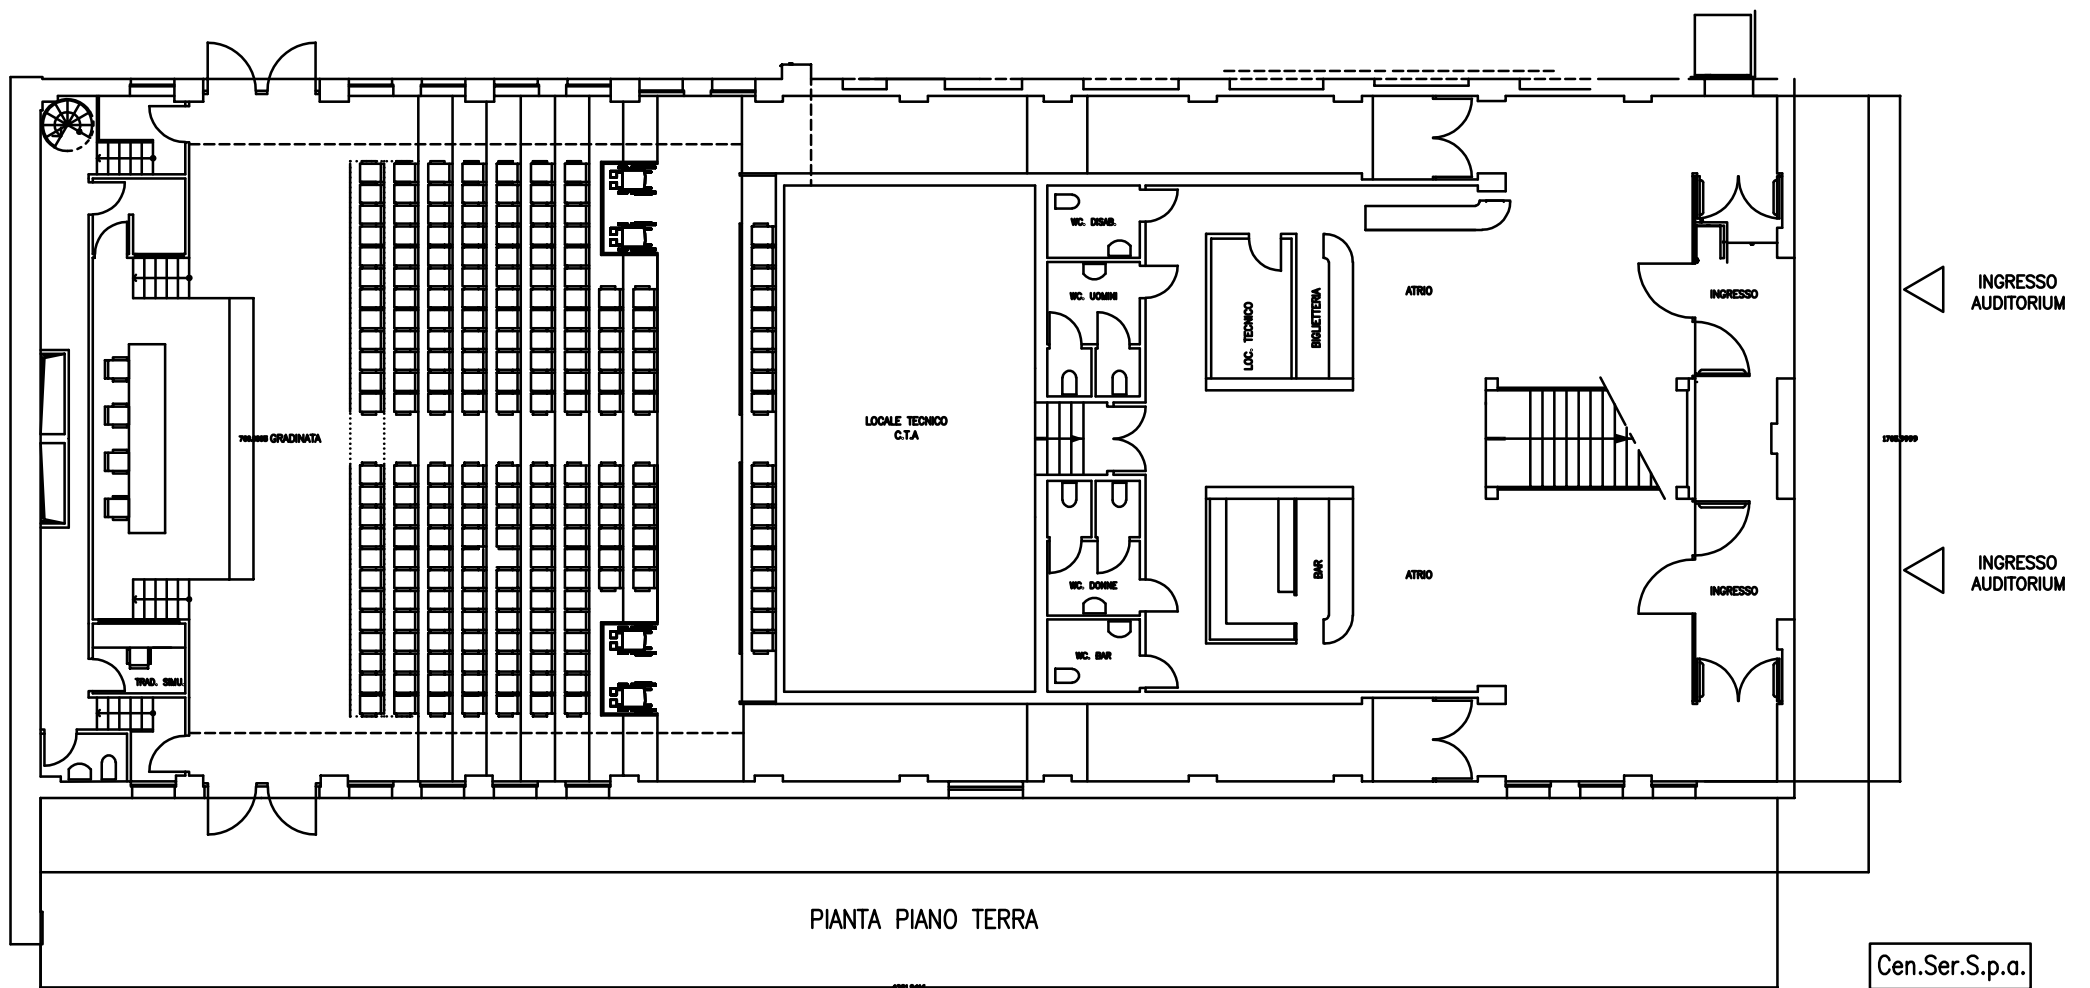 INGRESSO
AUDITORIUM
WC. DISAB.
WC. UOMINI
LOC. TECNICO
BIGLIETTERIA
ATRIO
INGRESSO
LOCALE TECNICO
C.T.A
GRADINATA
INGRESSO
AUDITORIUM
WC. DONNE
BAR
ATRIO
INGRESSO
WC. BAR
TRAD. SIMU.
PIANTA PIANO TERRA
Cen.Ser.S.p.a.